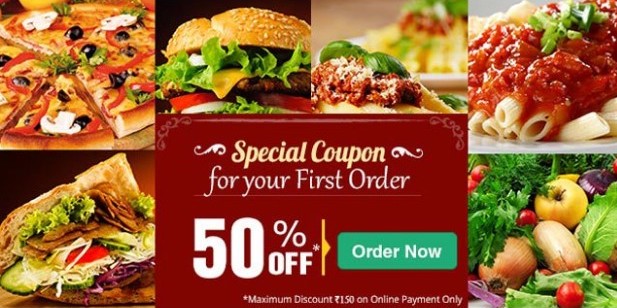 Special Coupon
for your First Order
50% OFF*
Order Now
*Maximum Discount ₹150 on Online Payment Only